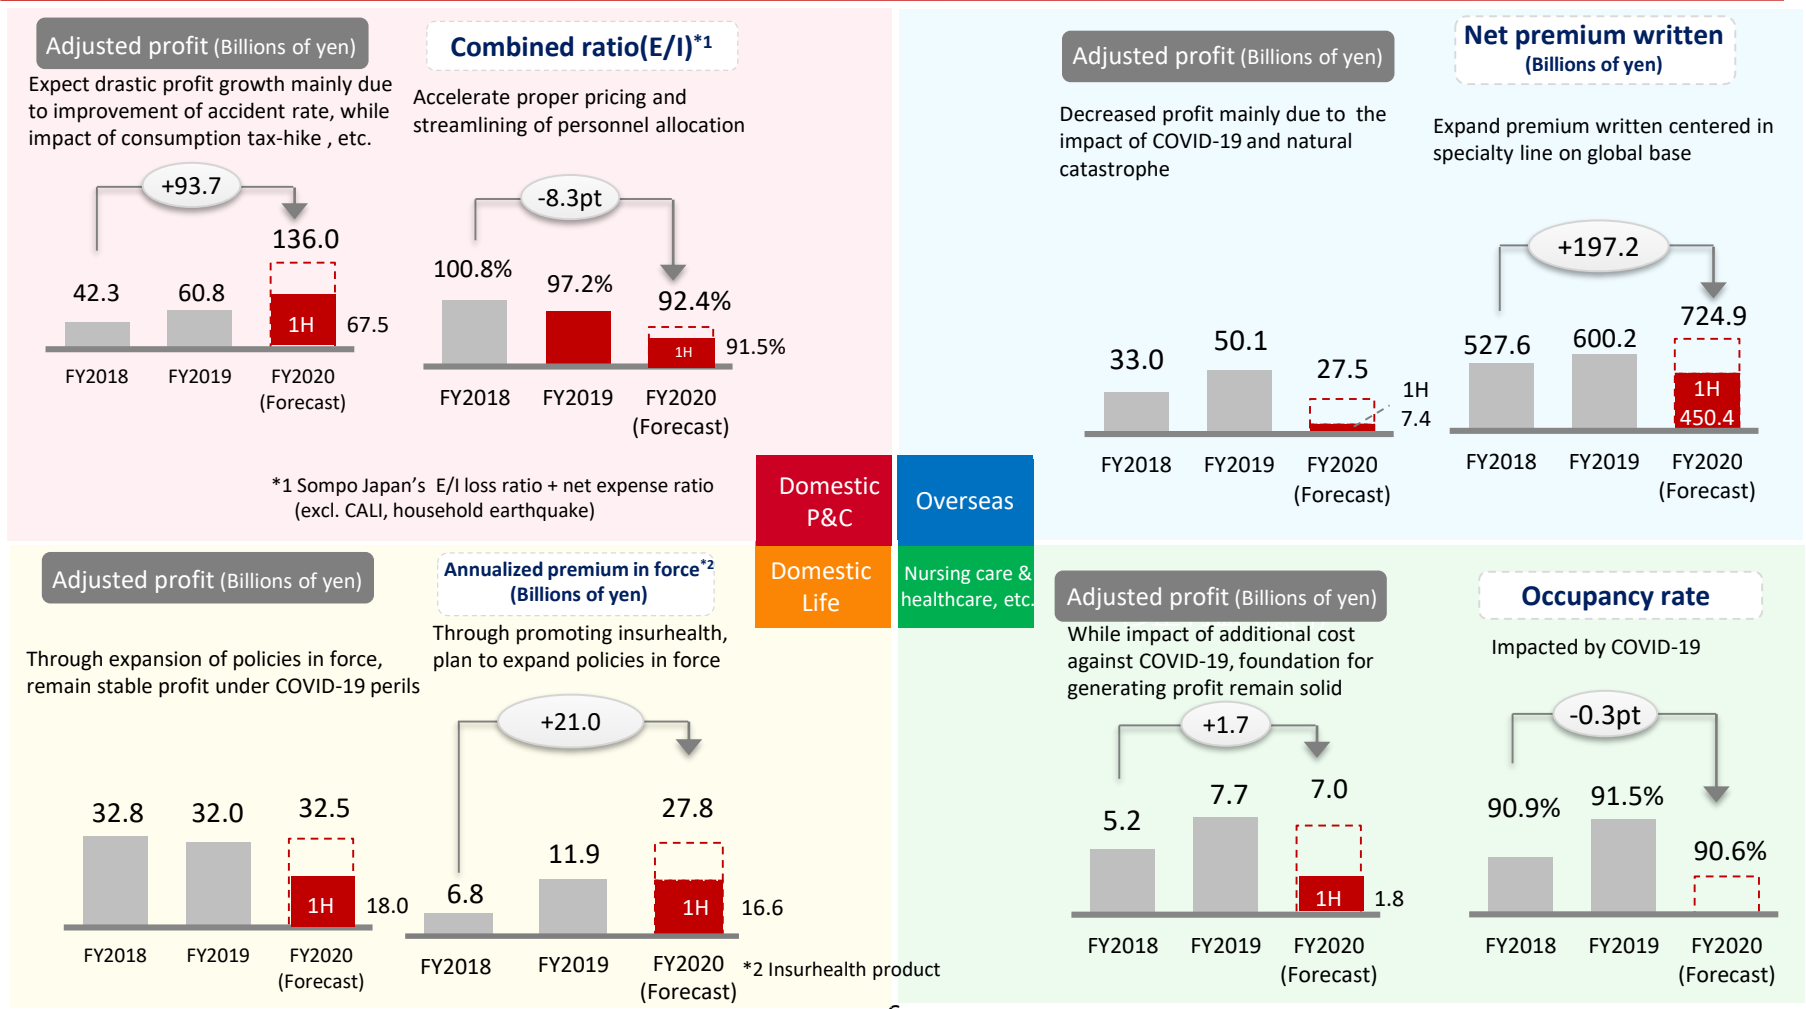 Adjusted profit (Billions of yen)
Expect drastic profit growth mainly due
to improvement of accident rate, while
impact of consumption tax-hike , etc.
+93.7
136.0
42.3
60.8
1H
67.5
FY2018
FY2019
FY2020
(Forecast)
Combined ratio(E/I)*1
Accelerate proper pricing and
streamlining of personnel allocation
-8.3pt
100.8%
97.2%
92.4%
1H
91.5%
FY2018
FY2019
FY2020
(Forecast)
*1 Sompo Japan's E/I loss ratio + net expense ratio
(excl. CALI, household earthquake)
Adjusted profit (Billions of yen)
Decreased profit mainly due to the
impact of COVID-19 and natural
catastrophe
33.0
50.1
27.5
1H
7.4
FY2018
FY2019
FY2020
(Forecast)
Net premium written
(Billions of yen)
Expand premium written centered in
specialty line on global base
+197.2
724.9
527.6
600.2
1H
450.4
FY2018
FY2019
FY2020
(Forecast)
Domestic
P&C
Overseas
Domestic
Life
Nursing care &
healthcare, etc.
Adjusted profit (Billions of yen)
Through expansion of policies in force,
remain stable profit under COVID-19 perils
32.8
32.0
32.5
1H
18.0
FY2018
FY2019
FY2020
(Forecast)
Annualized premium in force*2
(Billions of yen)
Through promoting insurhealth,
plan to expand policies in force
+21.0
27.8
11.9
6.8
1H
16.6
FY2018
FY2019
FY2020
(Forecast)
*2 Insurhealth product
Adjusted profit (Billions of yen)
While impact of additional cost
against COVID-19, foundation for
generating profit remain solid
+1.7
5.2
7.7
7.0
1H
1.8
FY2018
FY2019
FY2020
(Forecast)
Occupancy rate
Impacted by COVID-19
-0.3pt
90.9%
91.5%
90.6%
FY2018
FY2019
FY2020
(Forecast)